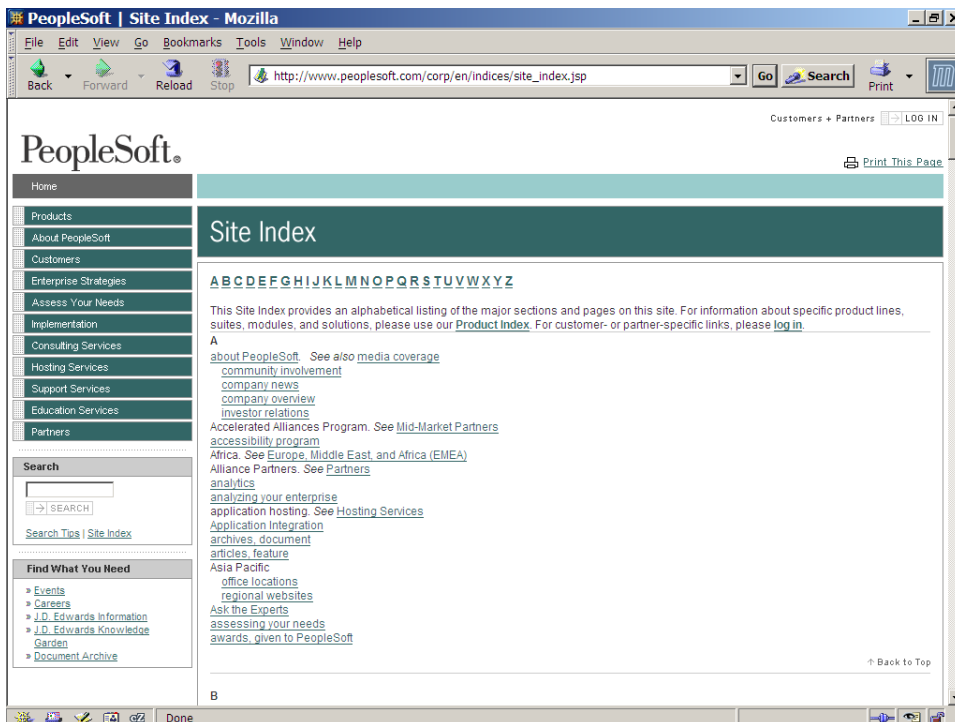 PeopleSoft | Site Index - Mozilla
File Edit View Go Bookmarks Tools Window Help
Back Forward Reload Stop http://www.peoplesoft.com/corp/en/indices/site_index.jsp Go Search Print
Customers + Partners LOG IN
PeopleSoft®
Print This Page
Home
Products
About PeopleSoft
Customers
Enterprise Strategies
Assess Your Needs
Implementation
Consulting Services
Hosting Services
Support Services
Education Services
Partners
Search
SEARCH
Search Tips | Site Index
Find What You Need
» Events
» Careers
» J.D. Edwards Information
» J.D. Edwards Knowledge
Garden
» Document Archive
Site Index
A B C D E F G H I J K L M N O P Q R S T U V W X Y Z
This Site Index provides an alphabetical listing of the major sections and pages on this site. For information about specific product lines,
suites, modules, and solutions, please use our Product Index. For customer- or partner-specific links, please log in.
A
about PeopleSoft. See also media coverage
community involvement
company news
company overview
investor relations
Accelerated Alliances Program. See Mid-Market Partners
accessibility program
Africa. See Europe, Middle East, and Africa (EMEA)
Alliance Partners. See Partners
analytics
analyzing your enterprise
application hosting. See Hosting Services
Application Integration
archives, document
articles, feature
Asia Pacific
office locations
regional websites
Ask the Experts
assessing your needs
awards, given to PeopleSoft
↑ Back to Top
B
Done